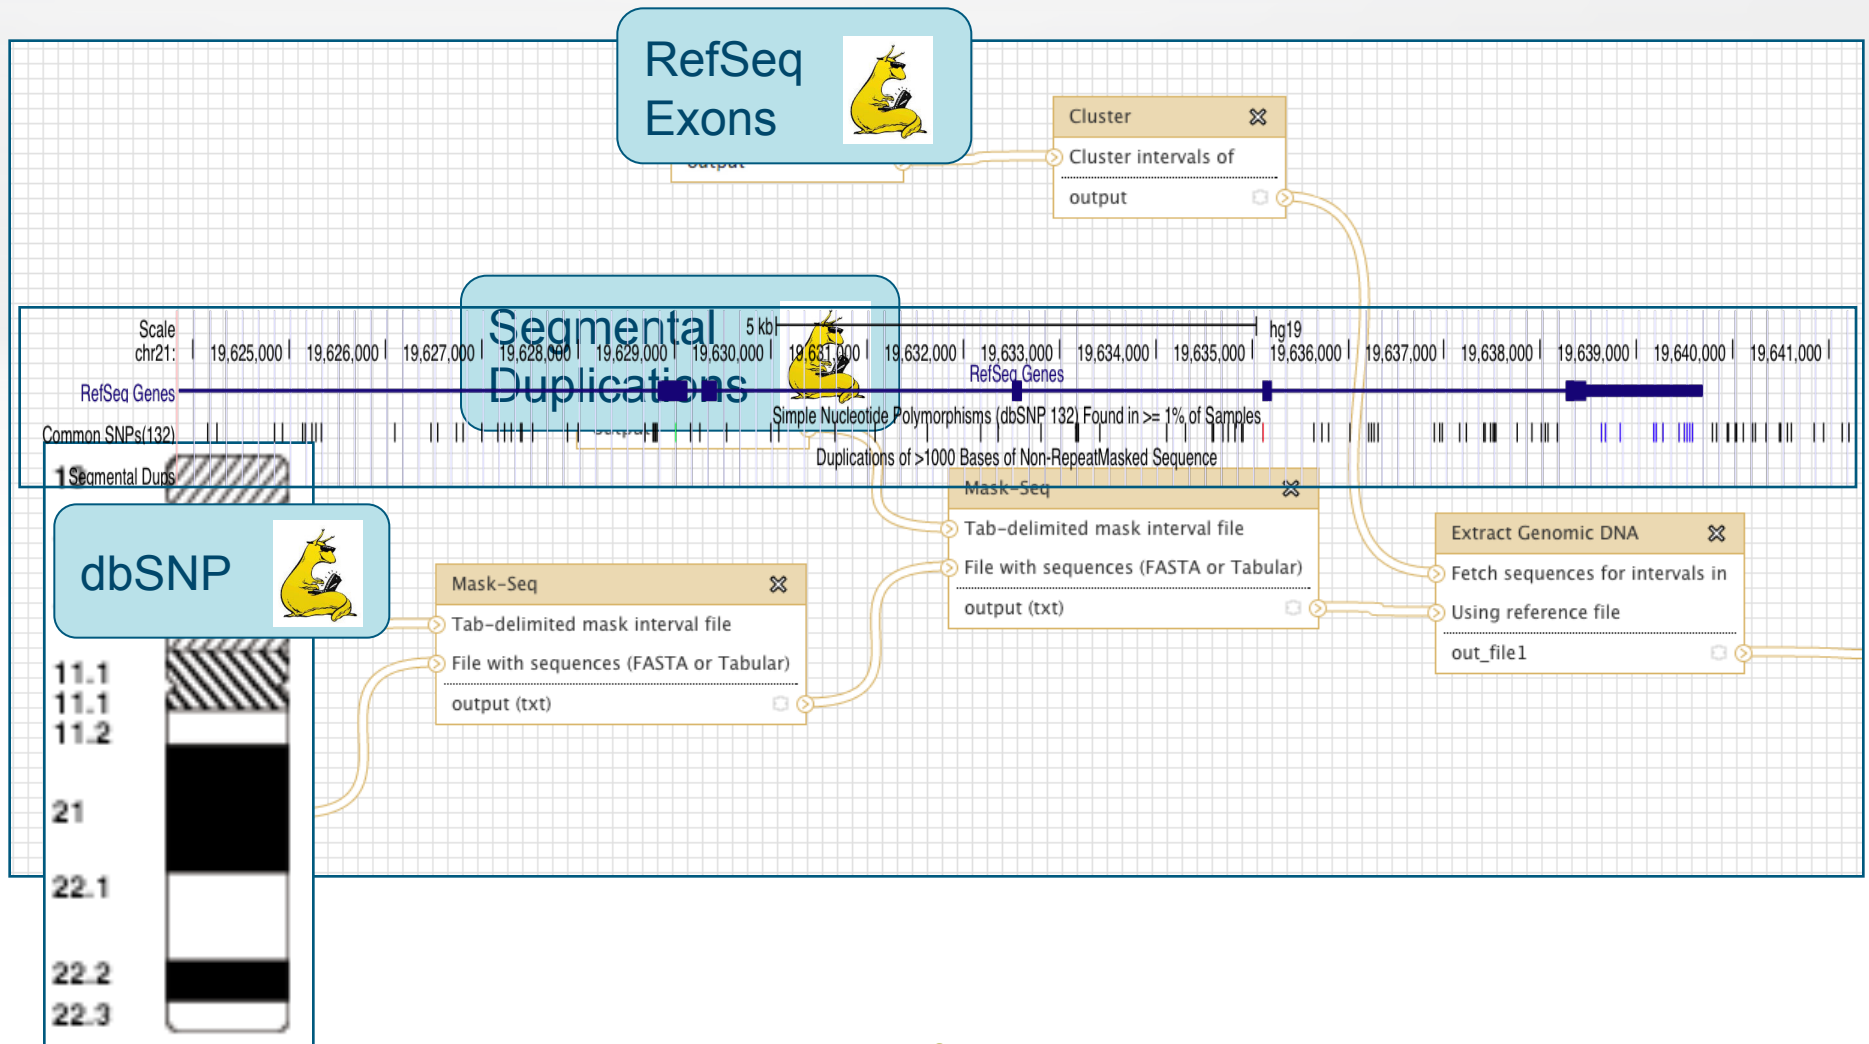 RefSeq
Exons
output
Cluster
Cluster intervals of
output
Segmental
Duplications
Scale
5 kb
hg19
chr21:
19,625,000
19,626,000
19,627,000
19,628,000
19,629,000
19,630,000
19,631,000
19,632,000
19,633,000
19,634,000
19,635,000
19,636,000
19,637,000
19,638,000
19,639,000
19,640,000
19,641,000
RefSeq Genes
RefSeq Genes
Simple Nucleotide Polymorphisms (dbSNP 132) Found in >= 1% of Samples
Common SNPs(132)
output
Duplications of >1000 Bases of Non-RepeatMasked Sequence
Segmental Dups
dbSNP
Mask-Seq
Tab-delimited mask interval file
File with sequences (FASTA or Tabular)
output (txt)
Mask-Seq
Tab-delimited mask interval file
File with sequences (FASTA or Tabular)
output (txt)
Extract Genomic DNA
Fetch sequences for intervals in
Using reference file
out_file1
11.1
11.1
11.2
21
22.1
22.2
22.3